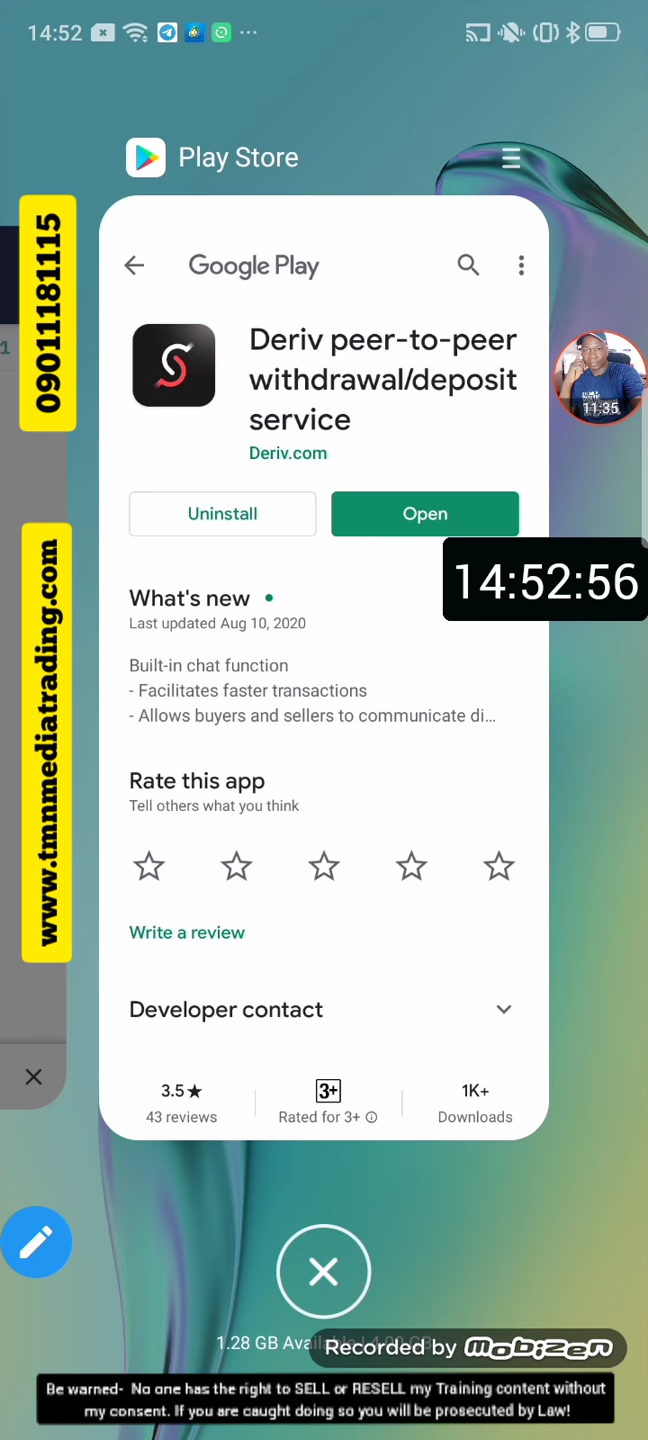 14:52
Play Store
09011181115
1
Google Play
Deriv peer-to-peer
withdrawal/deposit
service
Deriv.com
11:35
Uninstall
Open
14:52:56
www.tmnmediatrading.com
What's new
Last updated Aug 10, 2020
Built-in chat function
- Facilitates faster transactions
- Allows buyers and sellers to communicate di...
Rate this app
Tell others what you think
Write a review
Developer contact
3.5★
43 reviews
3+
Rated for 3+
1K+
Downloads
1.28 GB Available
Recorded by mobizen
Be warned- No one has the right to SELL or RESELL my Training content without
my consent. If you are caught doing so you will be prosecuted by Law!